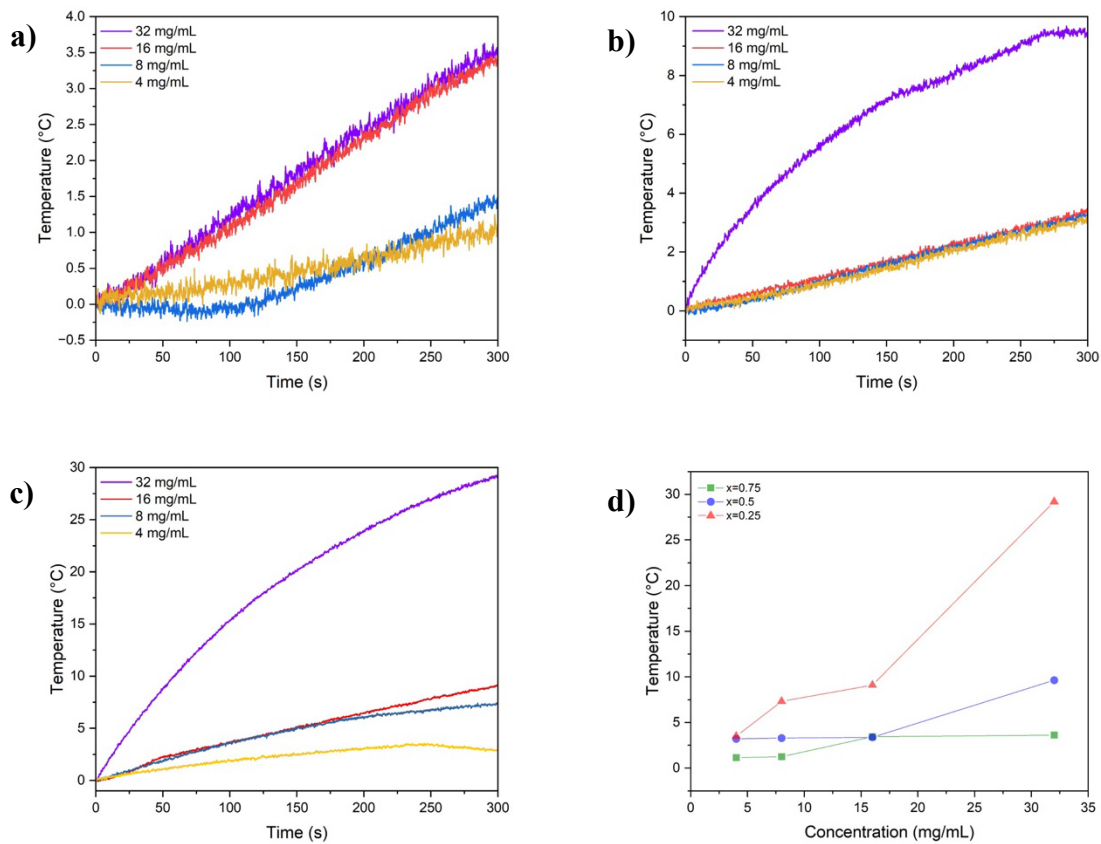 a)
32 mg/mL
16 mg/mL
8 mg/mL
4 mg/mL
4.0
3.5
3.0
2.5
2.0
1.5
1.0
0.5
0.0
−0.5
Temperature (°C)
0 50 100 150 200 250 300
Time (s)
b)
32 mg/mL
16 mg/mL
8 mg/mL
4 mg/mL
10
8
6
4
2
0
Temperature (°C)
0 50 100 150 200 250 300
Time (s)
c)
32 mg/mL
16 mg/mL
8 mg/mL
4 mg/mL
30
25
20
15
10
5
0
Temperature (°C)
0 50 100 150 200 250 300
Time (s)
d)
x=0.75
x=0.5
x=0.25
30
25
20
15
10
5
0
Temperature (°C)
0 5 10 15 20 25 30 35
Concentration (mg/mL)